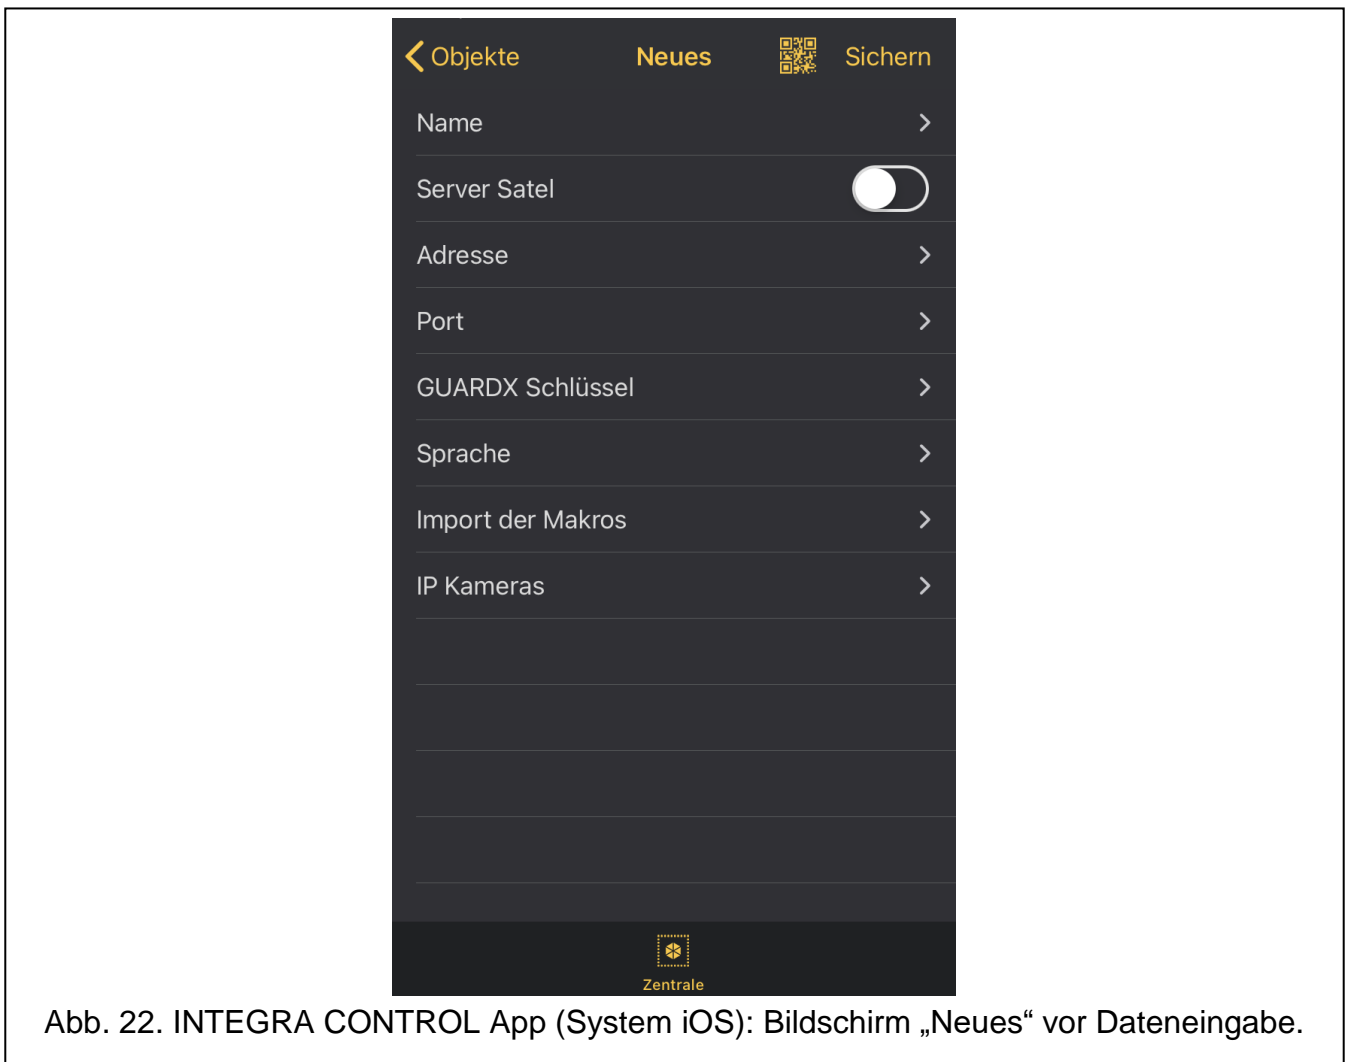 Objekte Neues Sichern
Name
Server Satel
Adresse
Port
GUARDX Schlüssel
Sprache
Import der Makros
IP Kameras
Zentrale
Abb. 22. INTEGRA CONTROL App (System iOS): Bildschirm „Neues“ vor Dateneingabe.